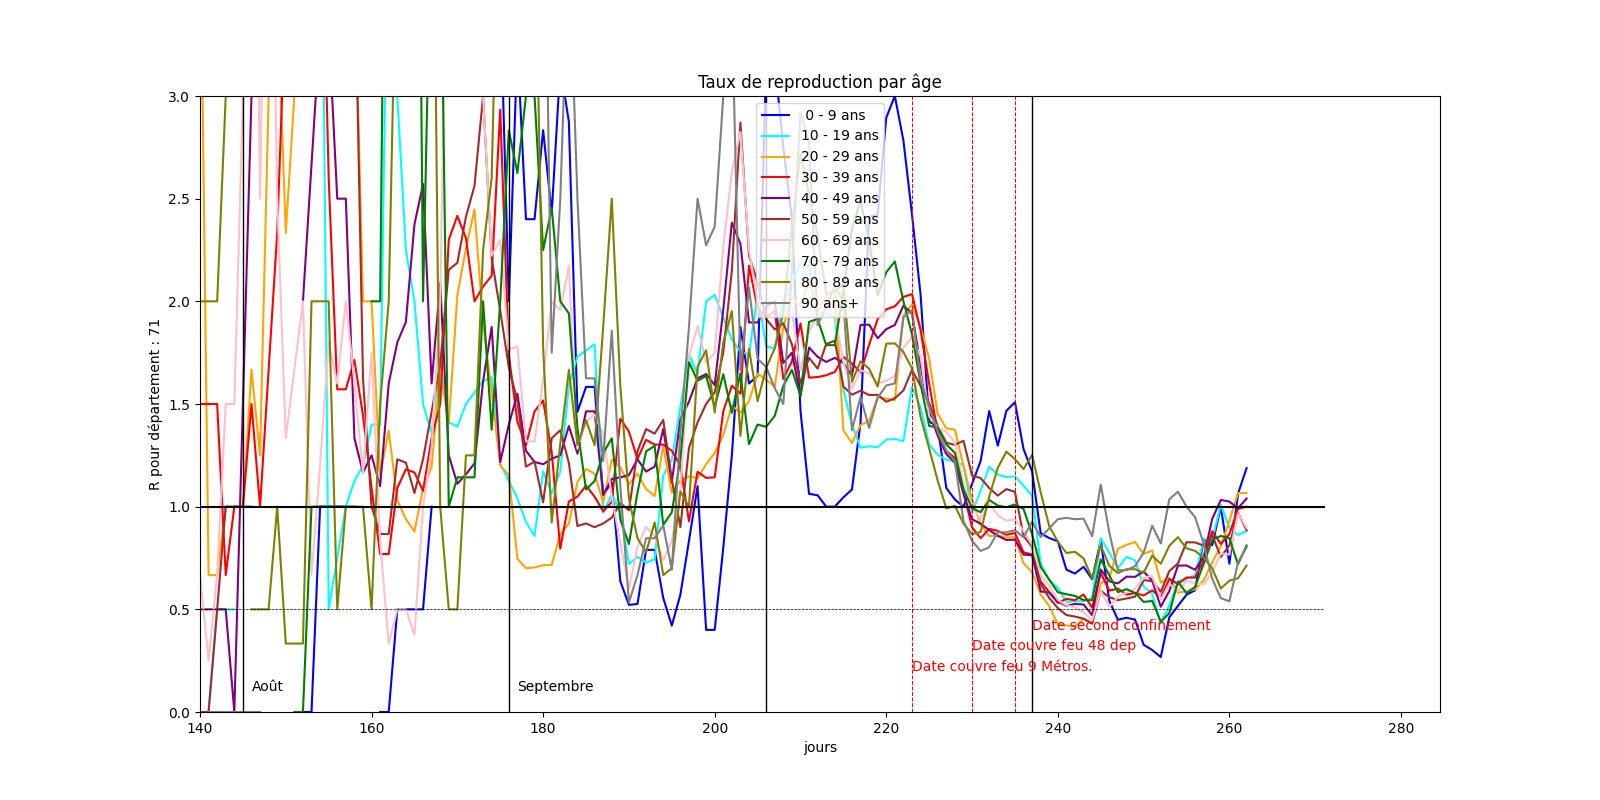 Taux de reproduction par âge
R pour département : 71
3.0
2.5
2.0
1.5
1.0
0.5
0.0
0 - 9 ans
10 - 19 ans
20 - 29 ans
30 - 39 ans
40 - 49 ans
50 - 59 ans
60 - 69 ans
70 - 79 ans
80 - 89 ans
90 ans+
Date second confinement
Date couvre feu 48 dep
Date couvre feu 9 Métros.
Août
Septembre
140 160 180 200 220 240 260 280
jours